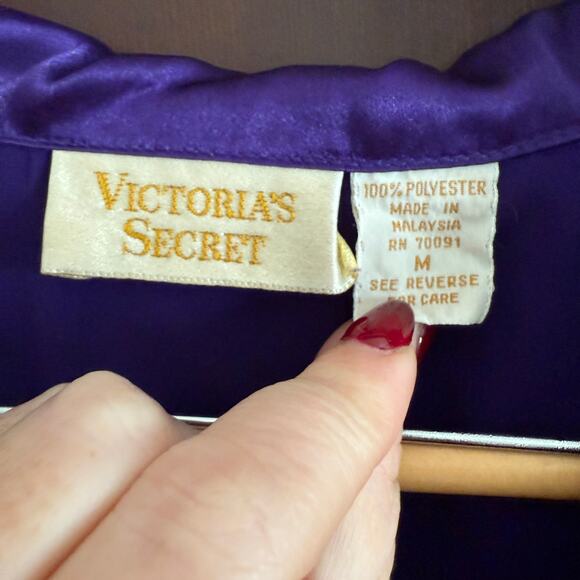 VICTORIA'S
SECRET
100% POLYESTER
MADE IN
MALAYSIA
RN 70091
M
SEE REVERSE
FOR CARE